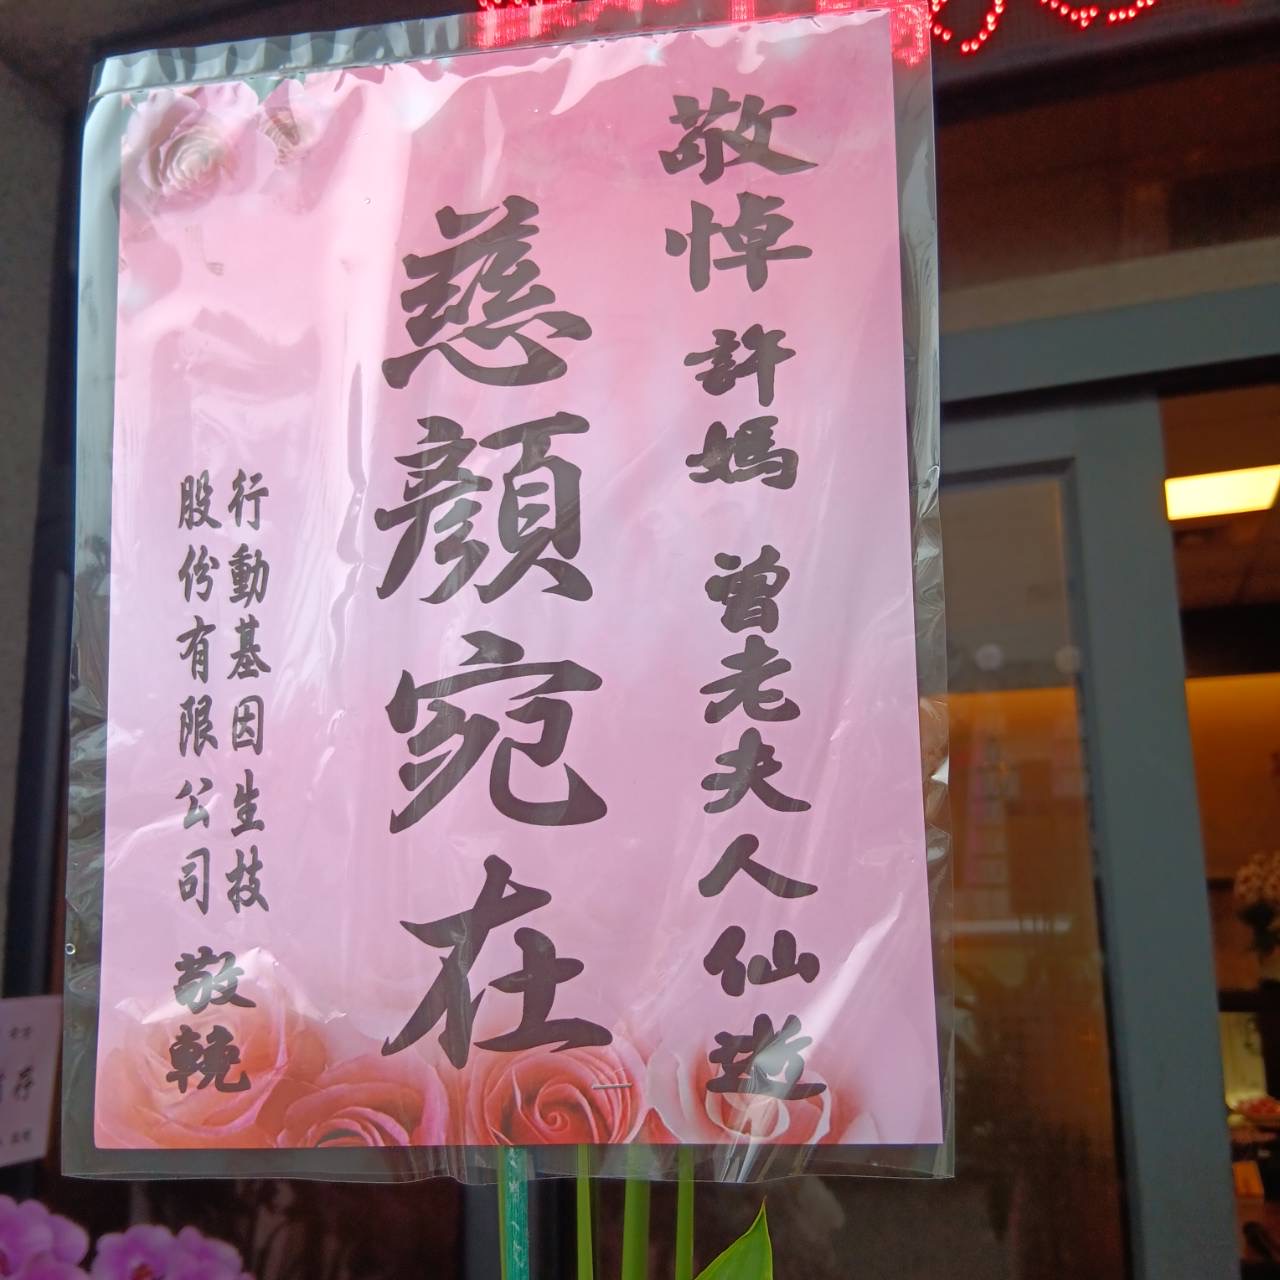 敬悼 許媽 曾老夫人仙逝
慈顏宛在
行動基因生技
股份有限公司 敬輓